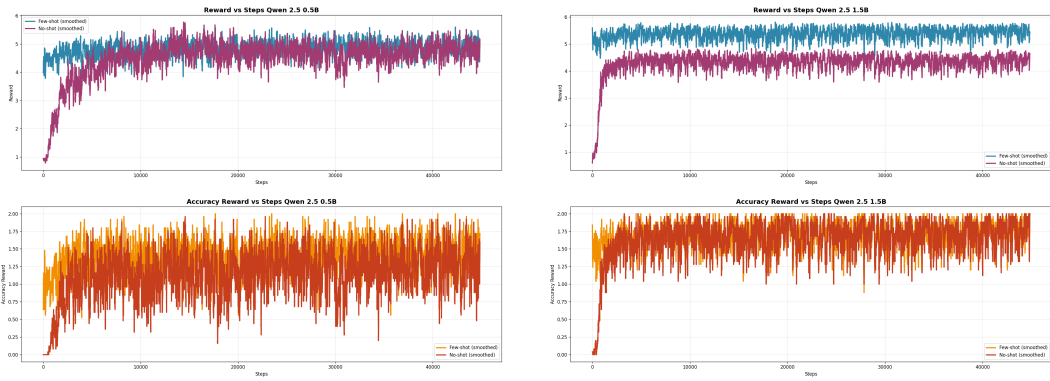 Reward vs Steps Qwen 2.5 0.5B
Few-shot (smoothed)
No-shot (smoothed)
6
5
4
3
2
1
Reward
0
10000
20000
30000
40000
Steps
Reward vs Steps Qwen 2.5 1.5B
6
5
4
3
2
1
Reward
Few-shot (smoothed)
No-shot (smoothed)
0
10000
20000
30000
40000
Steps
Accuracy Reward vs Steps Qwen 2.5 0.5B
2.00
1.75
1.50
1.25
1.00
0.75
0.50
0.25
0.00
Accuracy Reward
Few-shot (smoothed)
No-shot (smoothed)
0
10000
20000
30000
40000
Steps
Accuracy Reward vs Steps Qwen 2.5 1.5B
2.00
1.75
1.50
1.25
1.00
0.75
0.50
0.25
0.00
Accuracy Reward
Few-shot (smoothed)
No-shot (smoothed)
0
10000
20000
30000
40000
Steps